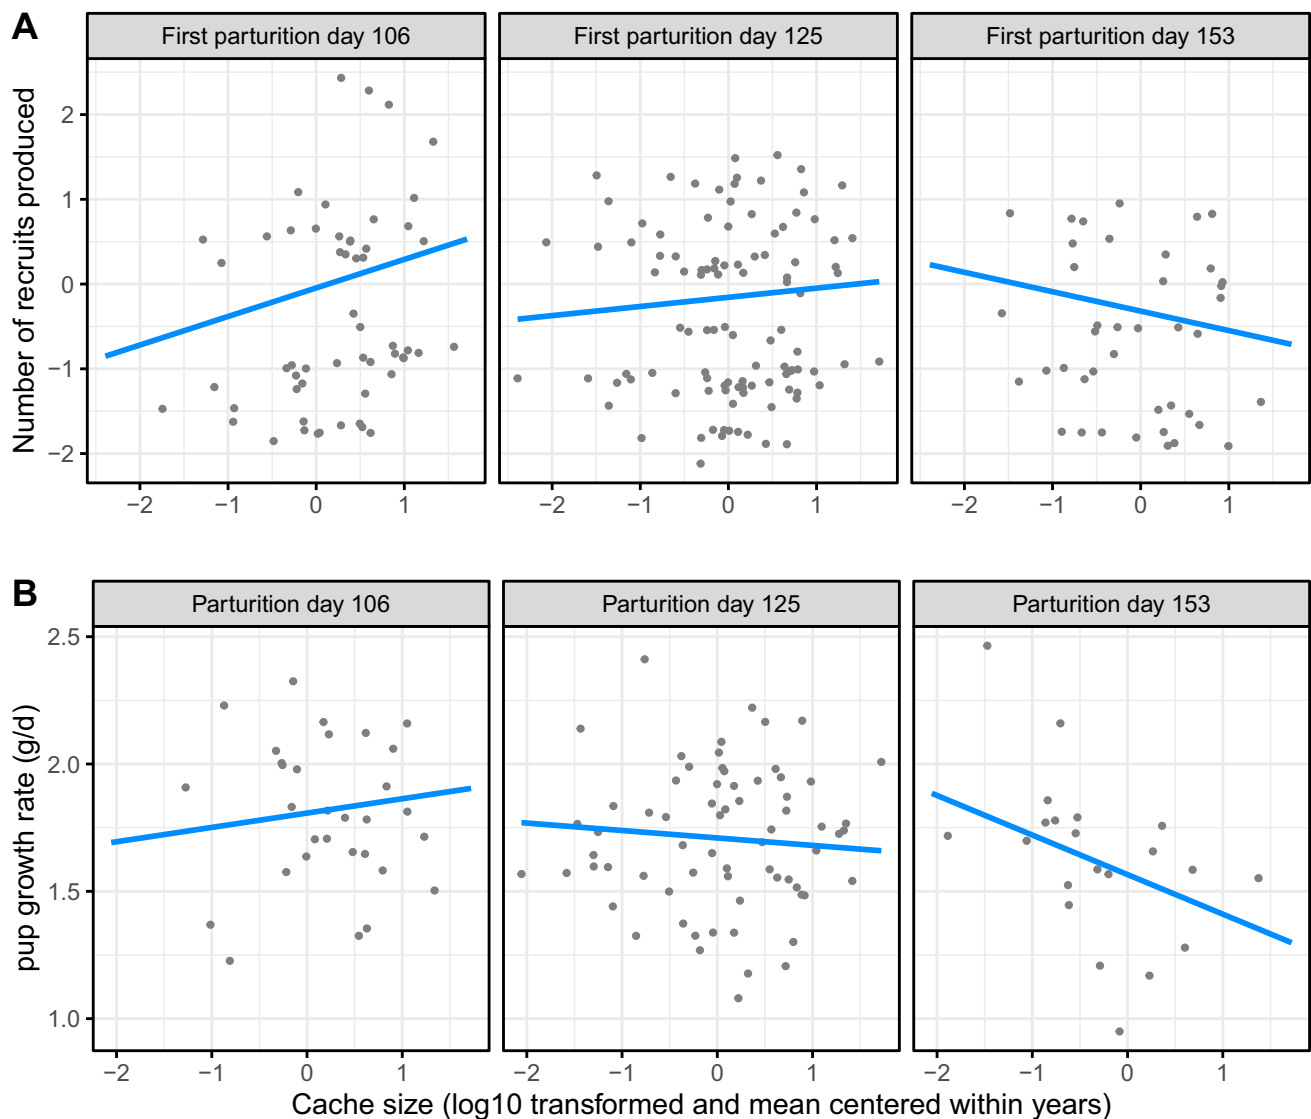 A
First parturition day 106
First parturition day 125
First parturition day 153
Number of recruits produced
2
1
0
−1
−2
−2 −1 0 1
−2 −1 0 1
−2 −1 0 1
B
Parturition day 106
Parturition day 125
Parturition day 153
pup growth rate (g/d)
2.5
2.0
1.5
1.0
−2 −1 0 1
−2 −1 0 1
−2 −1 0 1
Cache size (log10 transformed and mean centered within years)